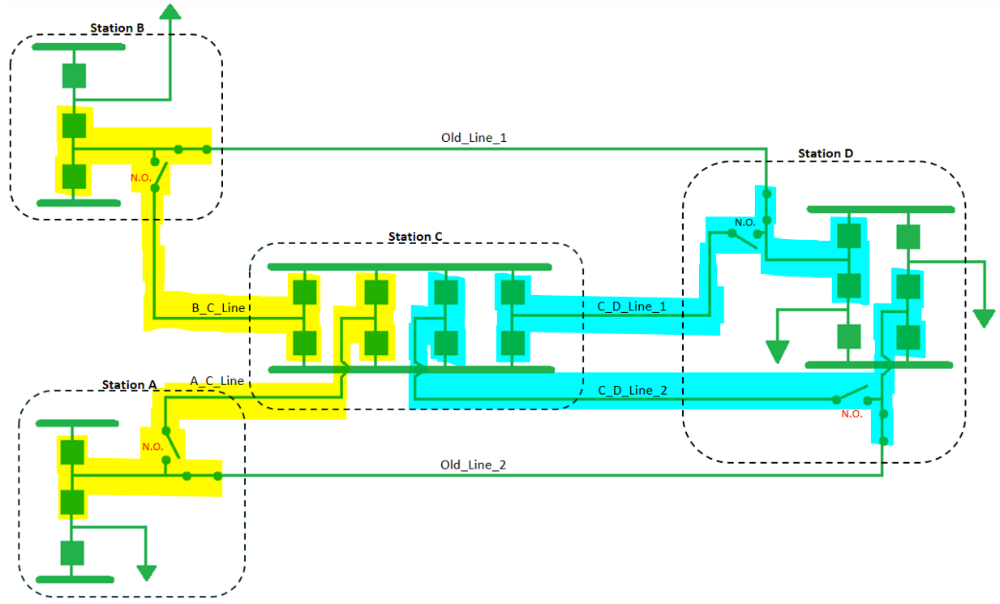 Station B
Old_Line_1
Station D
N.O.
N.O.
Station C
B_C_Line
C_D_Line_1
A_C_Line
Station A
C_D_Line_2
N.O.
N.O.
Old_Line_2